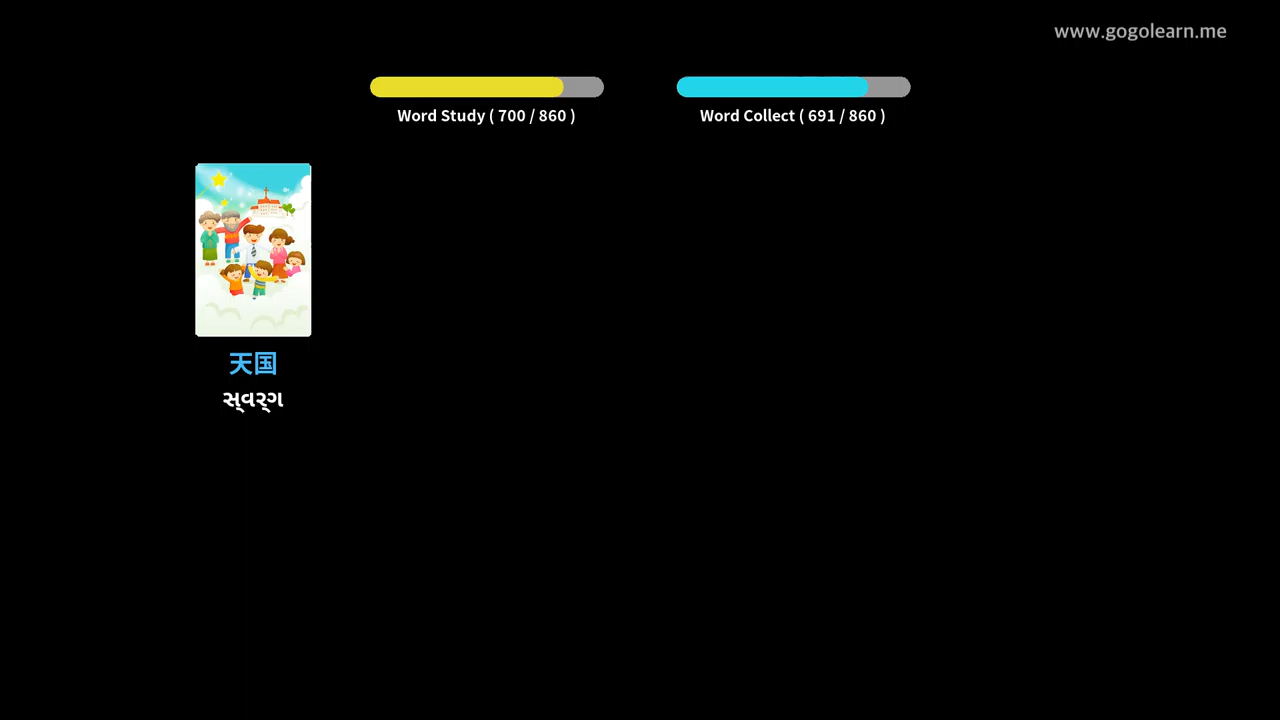 www.gogolearn.me
Word Study ( 700 / 860 )
Word Collect ( 691 / 860 )
天国
સ્‌વર્‌ગ